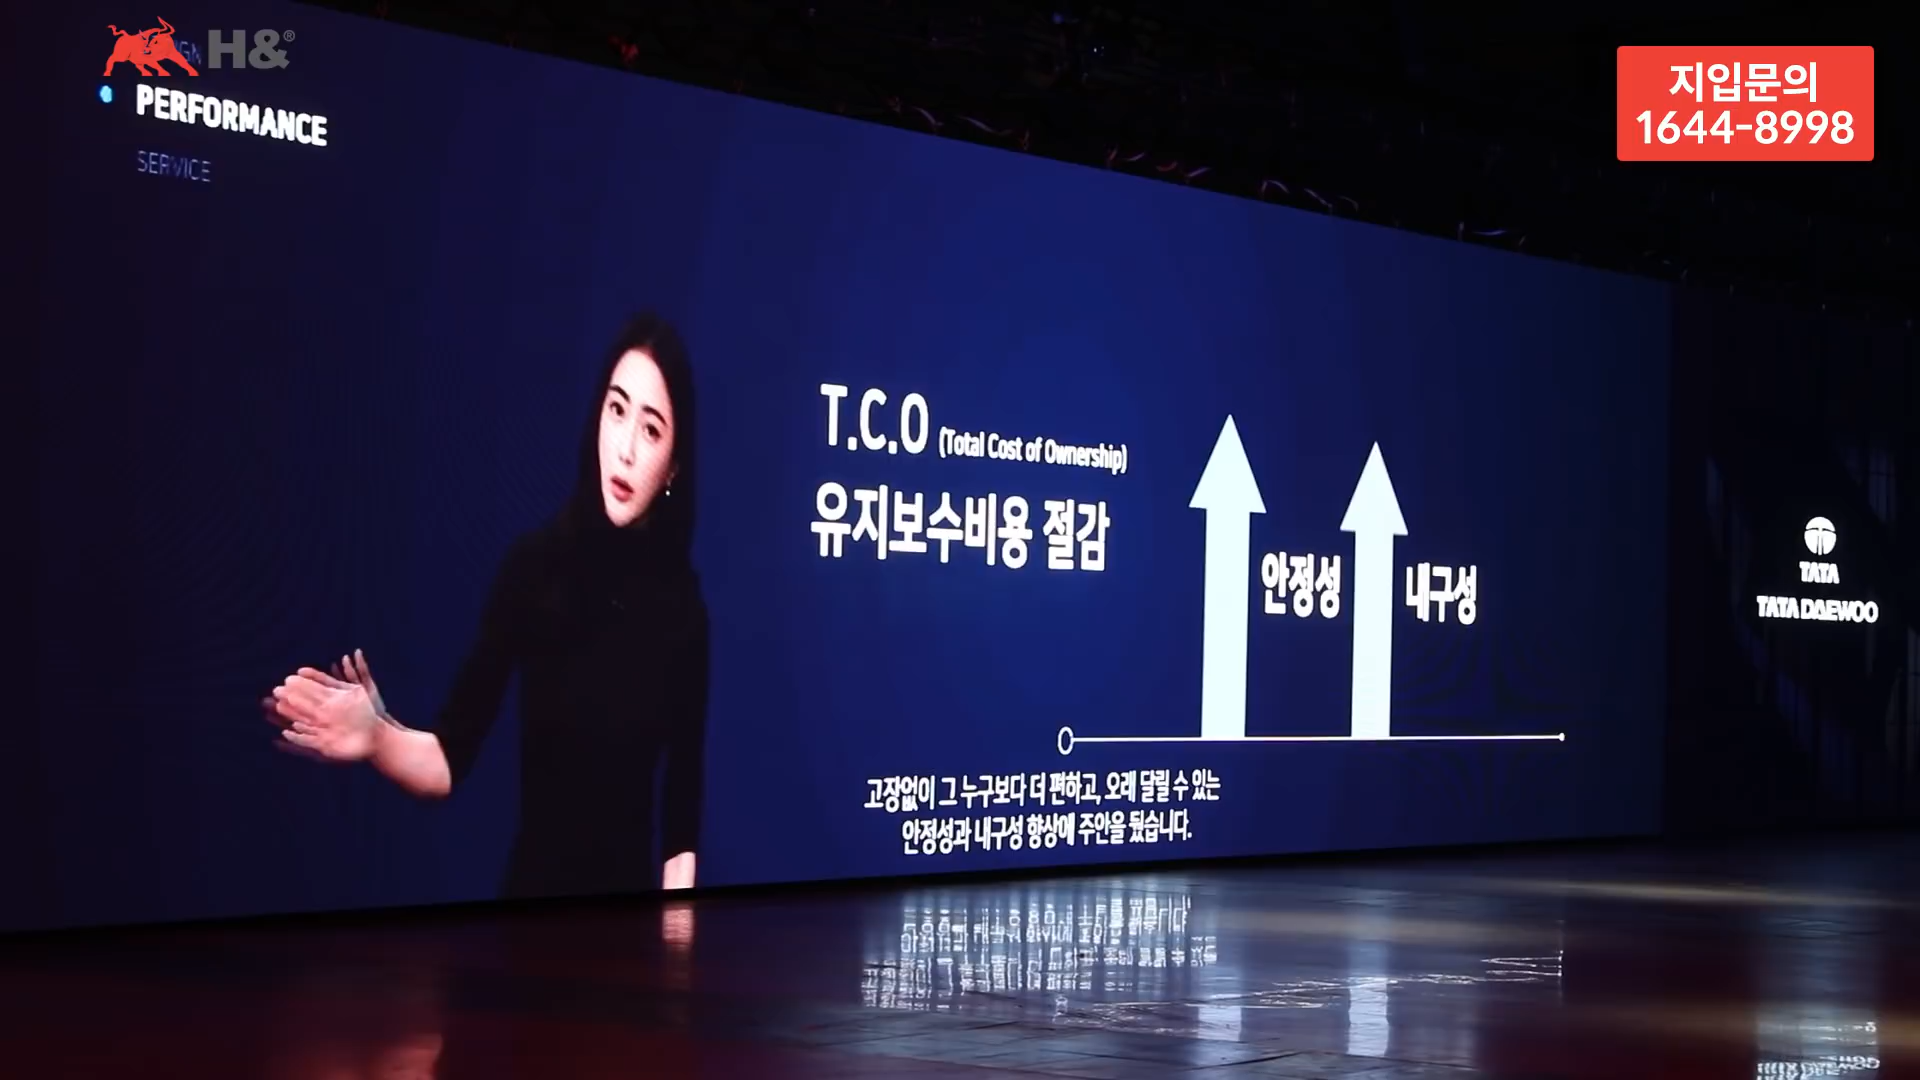 H&®
PERFORMANCE
SERVICE
지입문의
1644-8998
T.C.O (Total Cost of Ownership)
유지보수비용 절감
안정성
내구성
고장없이 그 누구보다 더 편하고, 오래 달릴 수 있는
안정성과 내구성 향상에 주안을 뒀습니다.
TATA
TATA DAEWOO